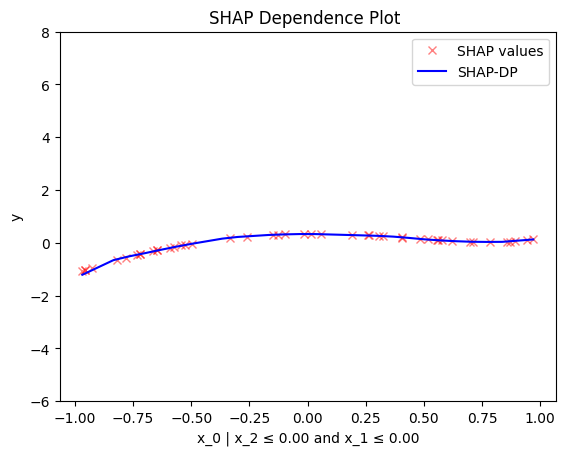 SHAP Dependence Plot
SHAP values
SHAP-DP
8
6
4
2
0
−2
−4
−6
y
−1.00 −0.75 −0.50 −0.25 0.00 0.25 0.50 0.75 1.00
x_0 | x_2 ≤ 0.00 and x_1 ≤ 0.00